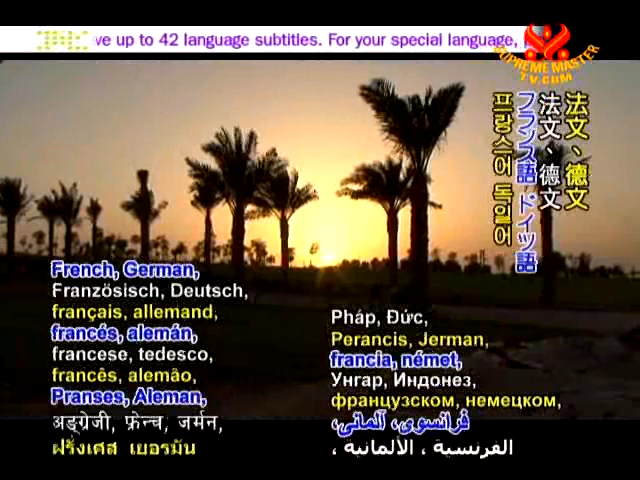 ve up to 42 language subtitles. For your special language,
SUPREME MASTER
TV.COM
法文、德文
法文、德文
フランス語、ドイツ語
프랑스어 독일어
French, German,
Französisch, Deutsch,
français, allemand,
francés, alemán,
francese, tedesco,
francês, alemão,
Pranses, Aleman,
अङ्ग्रेजी, फ्रेन्च, जर्मन,
ฝรั่งเศส เยอรมัน
Pháp, Đức,
Perancis, Jerman,
francia, német,
Унгар, Индонез,
французском, немецком,
فرانسوی، آلمانی،
الفرنسية ، الألمانية ،